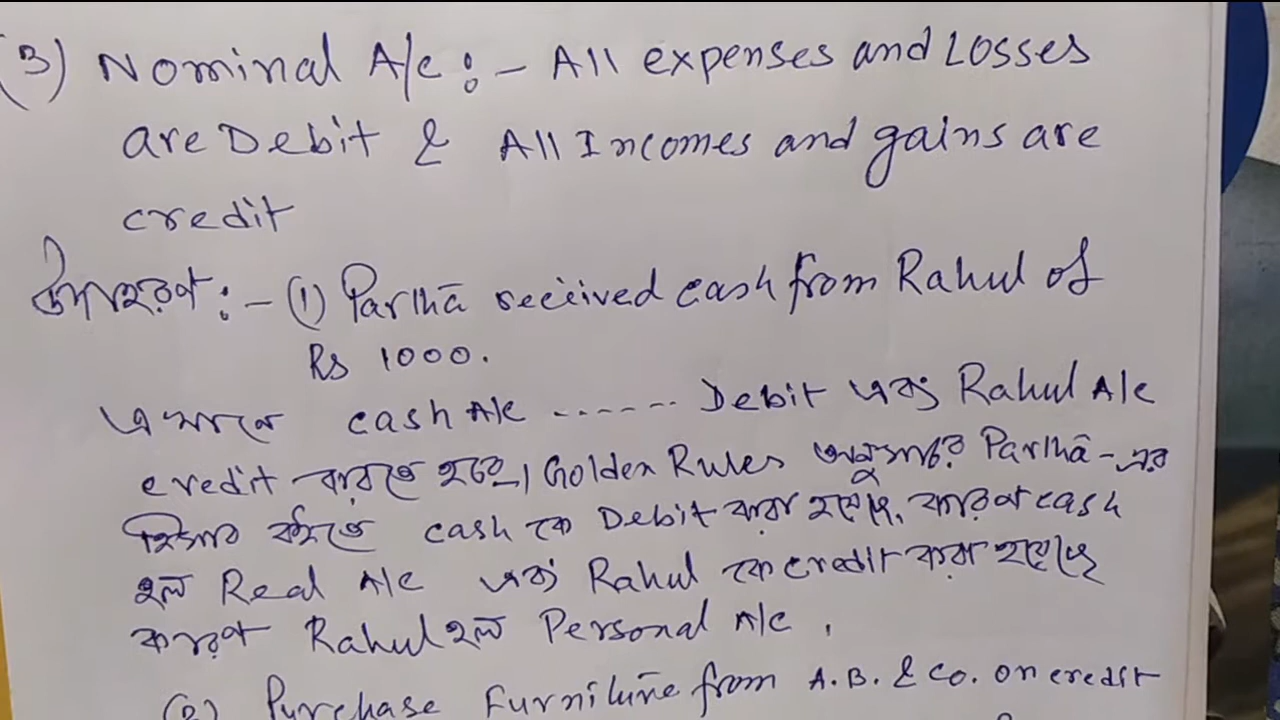 (3) Nominal A/c :- All expenses and Losses
are Debit & All Incomes and gains are
credit
উদাহরণ :- (1) Partha received cash from Rahul of
Rs 1000.
এখানে cash A/c ------ Debit এবং Rahul A/c
credit করতে হবে। Golden Rules অনুসারে Partha-এর
হিসাব বইতে cash কে Debit করা হয়েছে, কারণ cash
হল Real A/c এবং Rahul কে credit করা হয়েছে
কারণ Rahul হল Personal A/c.
(2) Purchase Furniture from A.B. & Co. on credit